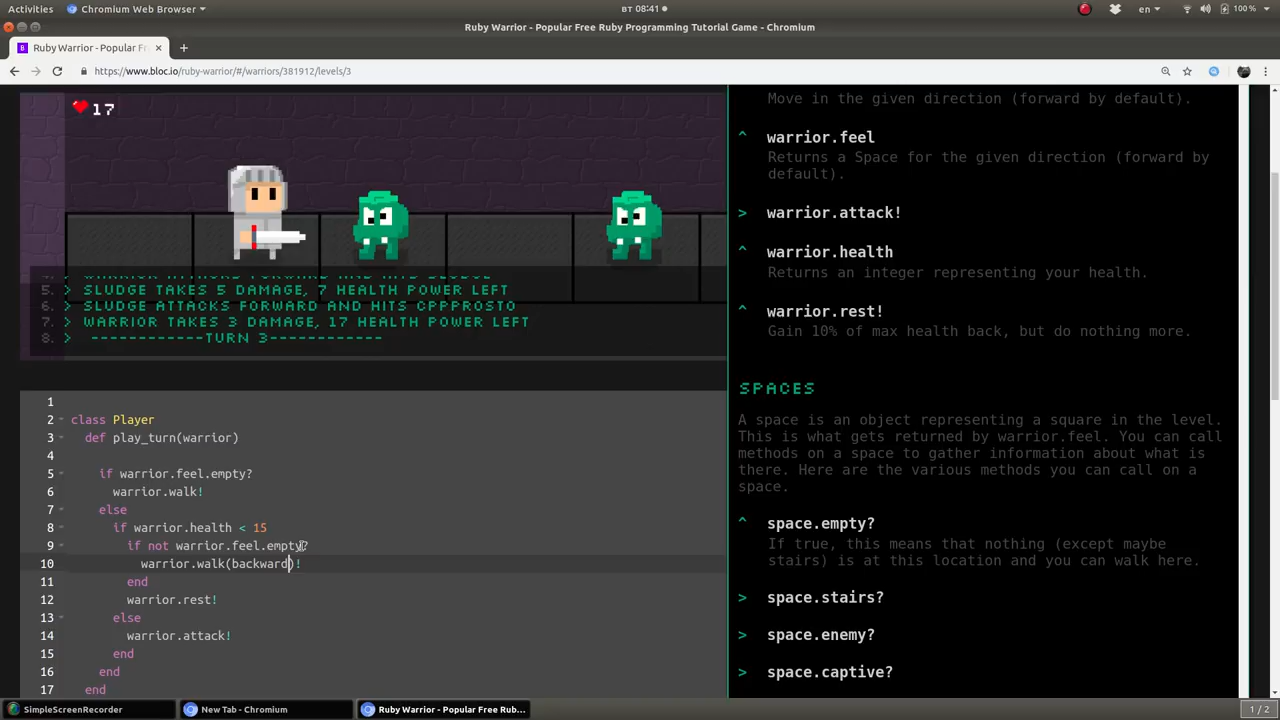 Activities
Chromium Web Browser
BT 08:41
en
100 %
Ruby Warrior - Popular Free Ruby Programming Tutorial Game - Chromium
Ruby Warrior - Popular Fr
https://www.bloc.io/ruby-warrior/#/warriors/381912/levels/3
17
4. > WARRIOR ATTACKS FORWARD AND HITS SLUDGE
5. > SLUDGE TAKES 5 DAMAGE, 7 HEALTH POWER LEFT
6. > SLUDGE ATTACKS FORWARD AND HITS CPPPROSTO
7. > WARRIOR TAKES 3 DAMAGE, 17 HEALTH POWER LEFT
8. > ------------TURN 3------------
1
2 class Player
3 def play_turn(warrior)
4
5 if warrior.feel.empty?
6 warrior.walk!
7 else
8 if warrior.health < 15
9 if not warrior.feel.empty?
10 warrior.walk(backward)!
11 end
12 warrior.rest!
13 else
14 warrior.attack!
15 end
16 end
17 end
Move in the given direction (forward by default).
^ warrior.feel
Returns a Space for the given direction (forward by
default).
> warrior.attack!
^ warrior.health
Returns an integer representing your health.
^ warrior.rest!
Gain 10% of max health back, but do nothing more.
SPACES
A space is an object representing a square in the level.
This is what gets returned by warrior.feel. You can call
methods on a space to gather information about what is
there. Here are the various methods you can call on a
space.
^ space.empty?
If true, this means that nothing (except maybe
stairs) is at this location and you can walk here.
> space.stairs?
> space.enemy?
> space.captive?
SimpleScreenRecorder
New Tab - Chromium
Ruby Warrior - Popular Free Rub...
1 / 2